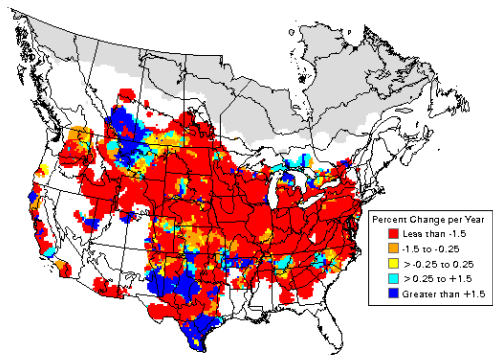 Percent Change per Year
Less than -1.5
-1.5 to -0.25
> -0.25 to 0.25
> 0.25 to +1.5
Greater than +1.5